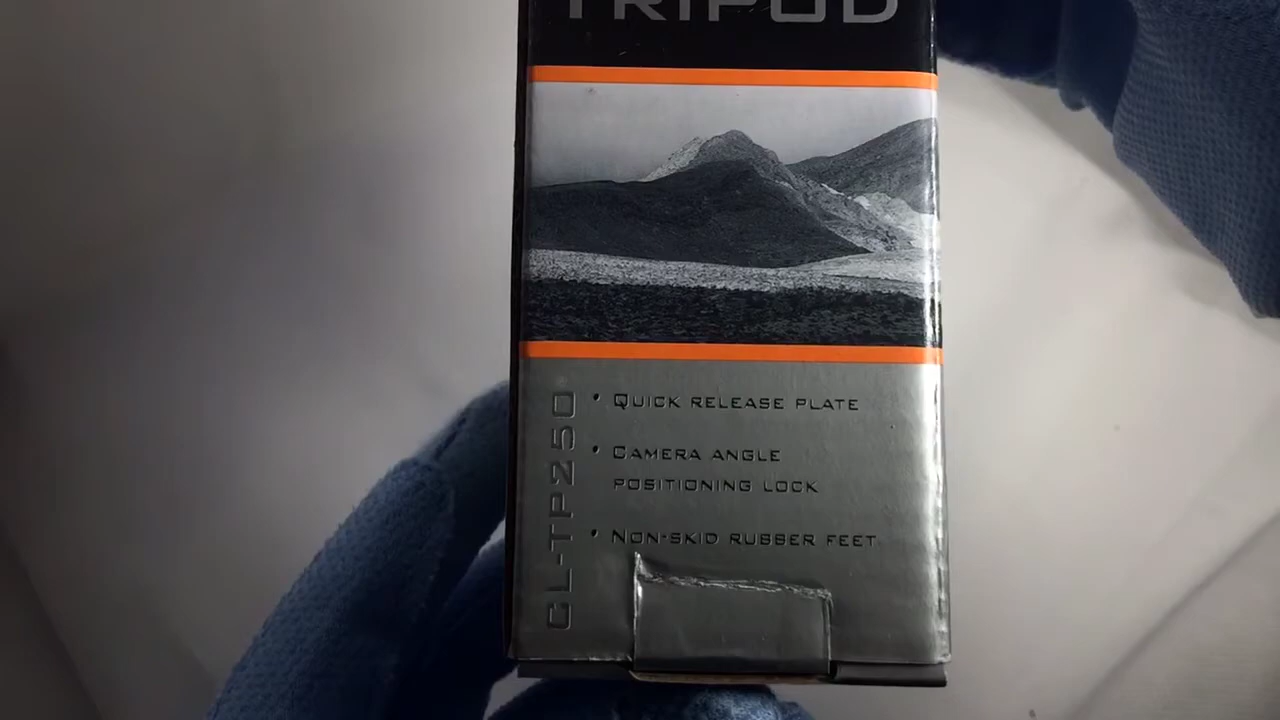 TRIPOD
CL-TP250
• QUICK RELEASE PLATE
• CAMERA ANGLE
POSITIONING LOCK
• NON-SKID RUBBER FEET